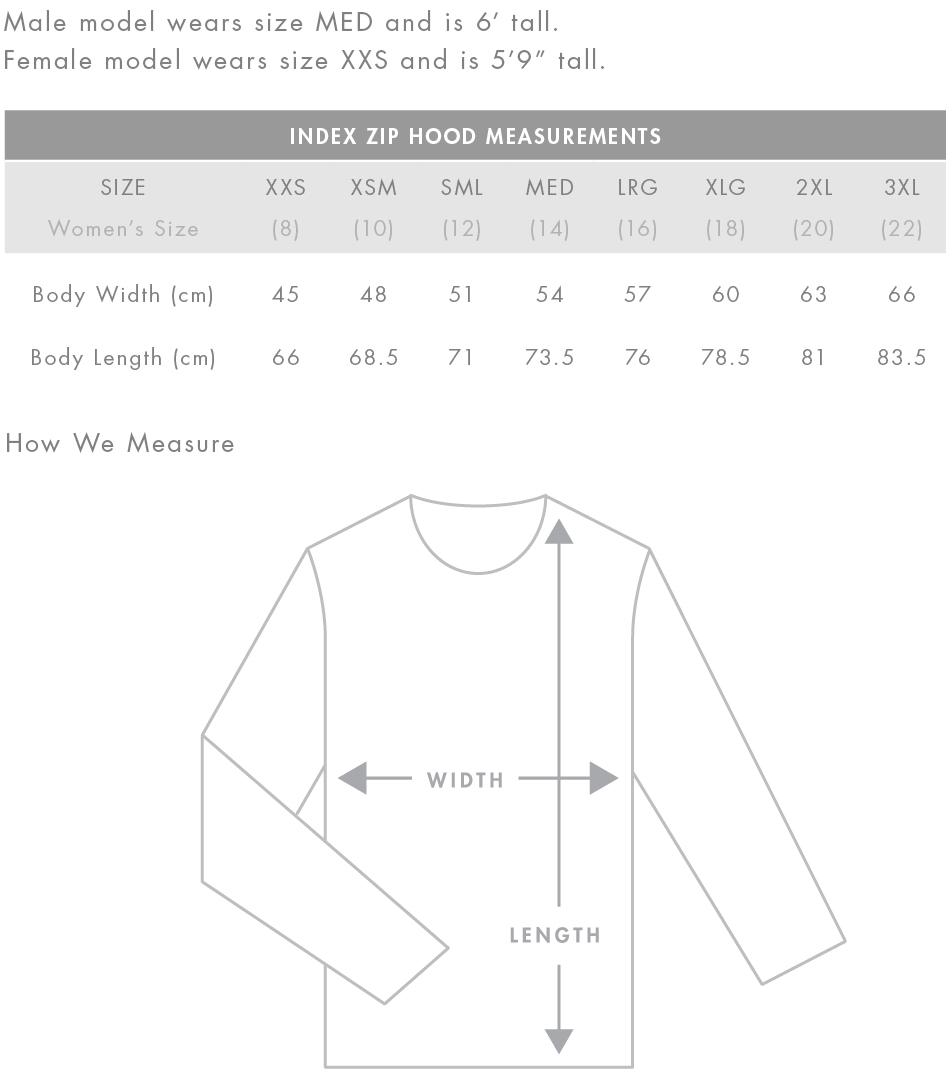 Male model wears size MED and is 6’ tall.
Female model wears size XXS and is 5’9” tall.
INDEX ZIP HOOD MEASUREMENTS
SIZE XXS XSM SML MED LRG XLG 2XL 3XL
Women’s Size (8) (10) (12) (14) (16) (18) (20) (22)
Body Width (cm) 45 48 51 54 57 60 63 66
Body Length (cm) 66 68.5 71 73.5 76 78.5 81 83.5
How We Measure
WIDTH
LENGTH